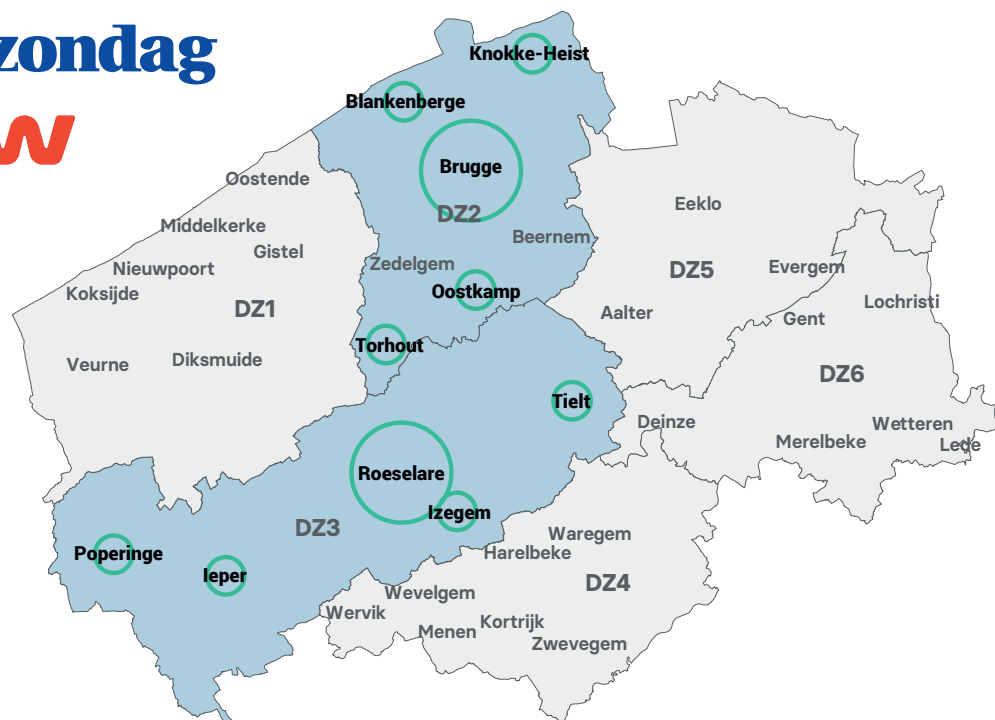 zondag
w
Knokke-Heist
Blankenberge
Brugge
Oostende
Eeklo
DZ2
Middelkerke
Beernem
Gistel
Zedelgem
Nieuwpoort
DZ5
Evergem
Koksijde
Oostkamp
Lochristi
DZ1
Aalter
Gent
Torhout
Veurne
Diksmuide
DZ6
Tielt
Deinze
Wetteren
Merelbeke
Lede
Roeselare
Izegem
DZ3
Waregem
Poperinge
Harelbeke
Ieper
DZ4
Wevelgem
Wervik
Kortrijk
Menen
Zwevegem